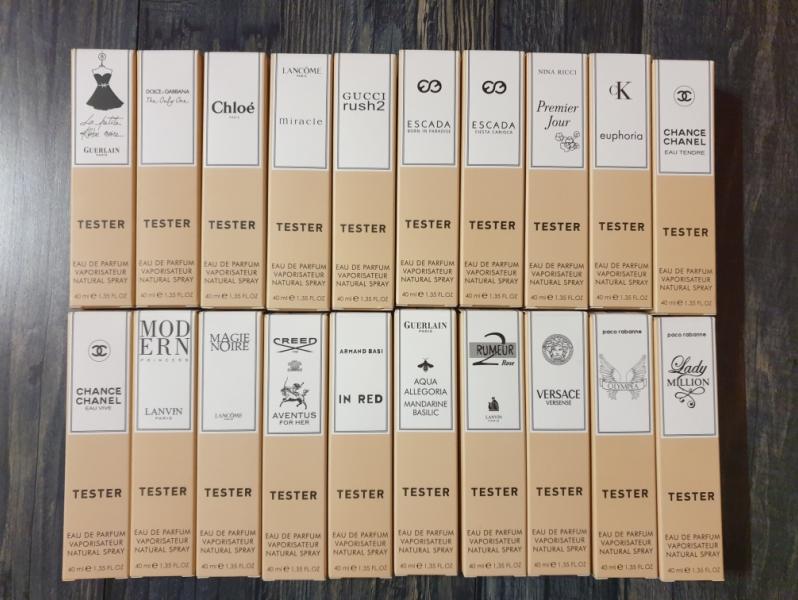 La petite
Robe noire
GUERLAIN
PARIS
TESTER
EAU DE PARFUM
VAPORISATEUR
NATURAL SPRAY
40 ml e 1.35 FL.OZ
DOLCE & GABBANA
The Only One
TESTER
EAU DE PARFUM
VAPORISATEUR
NATURAL SPRAY
40 ml e 1.35 FL.OZ
Chloé
PARIS
TESTER
EAU DE PARFUM
VAPORISATEUR
NATURAL SPRAY
40 ml e 1.35 FL.OZ
LANCÔME
PARIS
miracle
TESTER
EAU DE PARFUM
VAPORISATEUR
NATURAL SPRAY
40 ml e 1.35 FL.OZ
GUCCI
rush2
TESTER
EAU DE PARFUM
VAPORISATEUR
NATURAL SPRAY
40 ml e 1.35 FL.OZ
ESCADA
BORN IN PARADISE
TESTER
EAU DE PARFUM
VAPORISATEUR
NATURAL SPRAY
40 ml e 1.35 FL.OZ
ESCADA
FIESTA CARIOCA
TESTER
EAU DE PARFUM
VAPORISATEUR
NATURAL SPRAY
40 ml e 1.35 FL.OZ
NINA RICCI
Premier
Jour
TESTER
EAU DE PARFUM
VAPORISATEUR
NATURAL SPRAY
40 ml e 1.35 FL.OZ
cK
euphoria
TESTER
EAU DE PARFUM
VAPORISATEUR
NATURAL SPRAY
40 ml e 1.35 FL.OZ
CHANCE
CHANEL
EAU TENDRE
TESTER
EAU DE PARFUM
VAPORISATEUR
NATURAL SPRAY
40 ml e 1.35 FL.OZ
CHANCE
CHANEL
EAU VIVE
TESTER
EAU DE PARFUM
VAPORISATEUR
NATURAL SPRAY
40 ml e 1.35 FL.OZ
MOD
ERN
PRINCESS
LANVIN
PARIS
TESTER
EAU DE PARFUM
VAPORISATEUR
NATURAL SPRAY
40 ml e 1.35 FL.OZ
MAGIE
NOIRE
LANCÔME
PARIS
TESTER
EAU DE PARFUM
VAPORISATEUR
NATURAL SPRAY
40 ml e 1.35 FL.OZ
CREED
AVENTUS
FOR HER
TESTER
EAU DE PARFUM
VAPORISATEUR
NATURAL SPRAY
40 ml e 1.35 FL.OZ
ARMAND BASI
IN RED
TESTER
EAU DE PARFUM
VAPORISATEUR
NATURAL SPRAY
40 ml e 1.35 FL.OZ
GUERLAIN
PARIS
AQUA
ALLEGORIA
MANDARINE
BASILIC
TESTER
EAU DE PARFUM
VAPORISATEUR
NATURAL SPRAY
40 ml e 1.35 FL.OZ
2
RUMEUR
Rose
LANVIN
PARIS
TESTER
EAU DE PARFUM
VAPORISATEUR
NATURAL SPRAY
40 ml e 1.35 FL.OZ
VERSACE
VERSENSE
TESTER
EAU DE PARFUM
VAPORISATEUR
NATURAL SPRAY
40 ml e 1.35 FL.OZ
paco rabanne
OLYMPEA
TESTER
EAU DE PARFUM
VAPORISATEUR
NATURAL SPRAY
40 ml e 1.35 FL.OZ
paco rabanne
Lady
MILLION
TESTER
EAU DE PARFUM
VAPORISATEUR
NATURAL SPRAY
40 ml e 1.35 FL.OZ